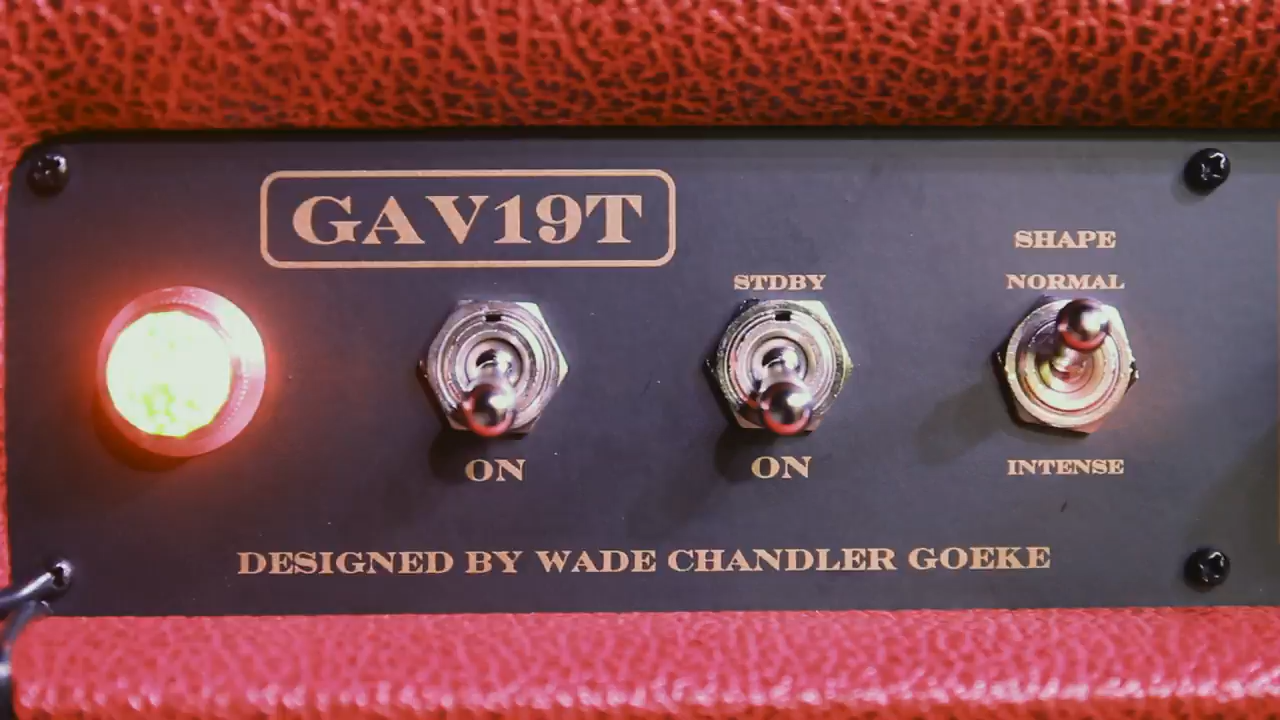 GAV19T
SHAPE
STDBY
NORMAL
ON
ON
INTENSE
DESIGNED BY WADE CHANDLER GOEKE